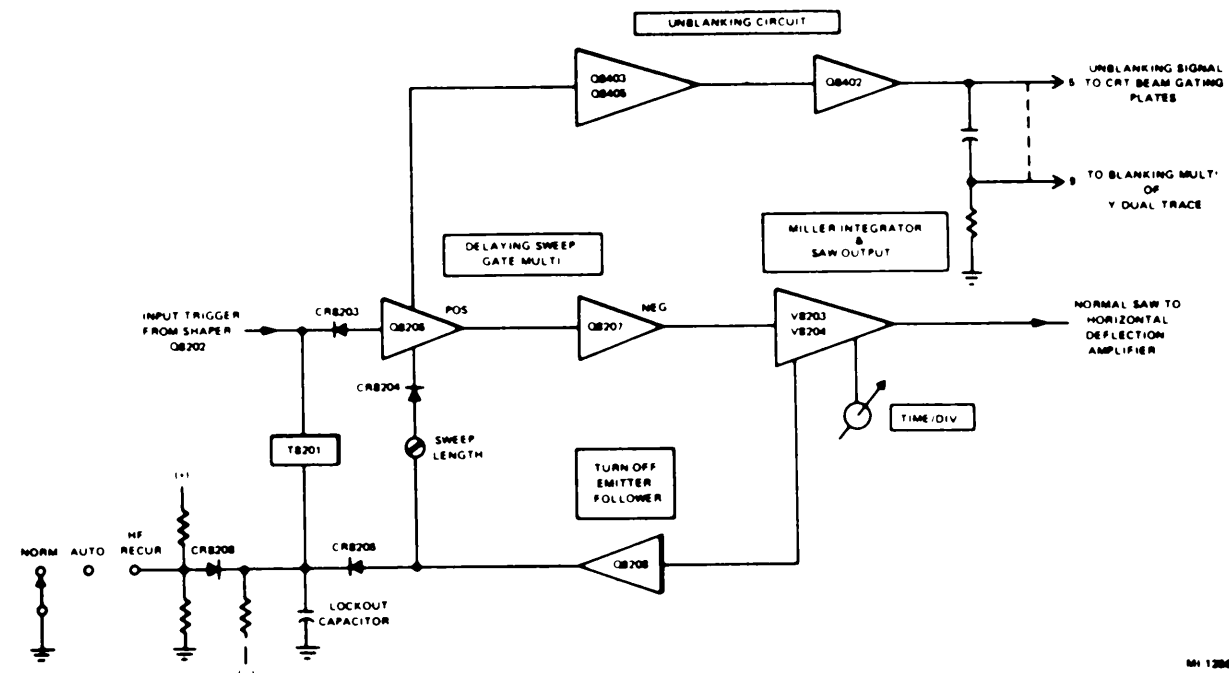 UNBLANKING CIRCUIT
Q8403
Q8405
Q8402
5
UNBLANKING SIGNAL
TO CRT BEAM GATING
PLATES
9
TO BLANKING MULTI
OF
Y DUAL TRACE
DELAYING SWEEP
GATE MULTI
MILLER INTEGRATOR
&
SAW OUTPUT
INPUT TRIGGER
FROM SHAPER
Q8202
CR8203
Q8206
POS
Q8207
NEG
V8203
V8204
NORMAL SAW TO
HORIZONTAL
DEFLECTION
AMPLIFIER
CR8204
TIME/DIV
T8201
SWEEP
LENGTH
TURN OFF
EMITTER
FOLLOWER
(+)
NORM
AUTO
HF
RECUR
CR8208
CR8205
Q8208
LOCKOUT
CAPACITOR